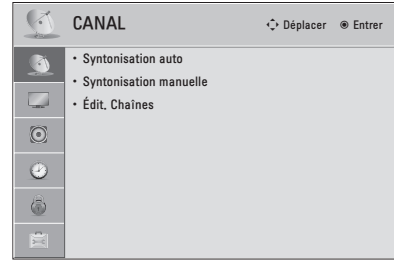 CANAL
Déplacer
Entrer
• Syntonisation auto
• Syntonisation manuelle
• Édit. Chaînes